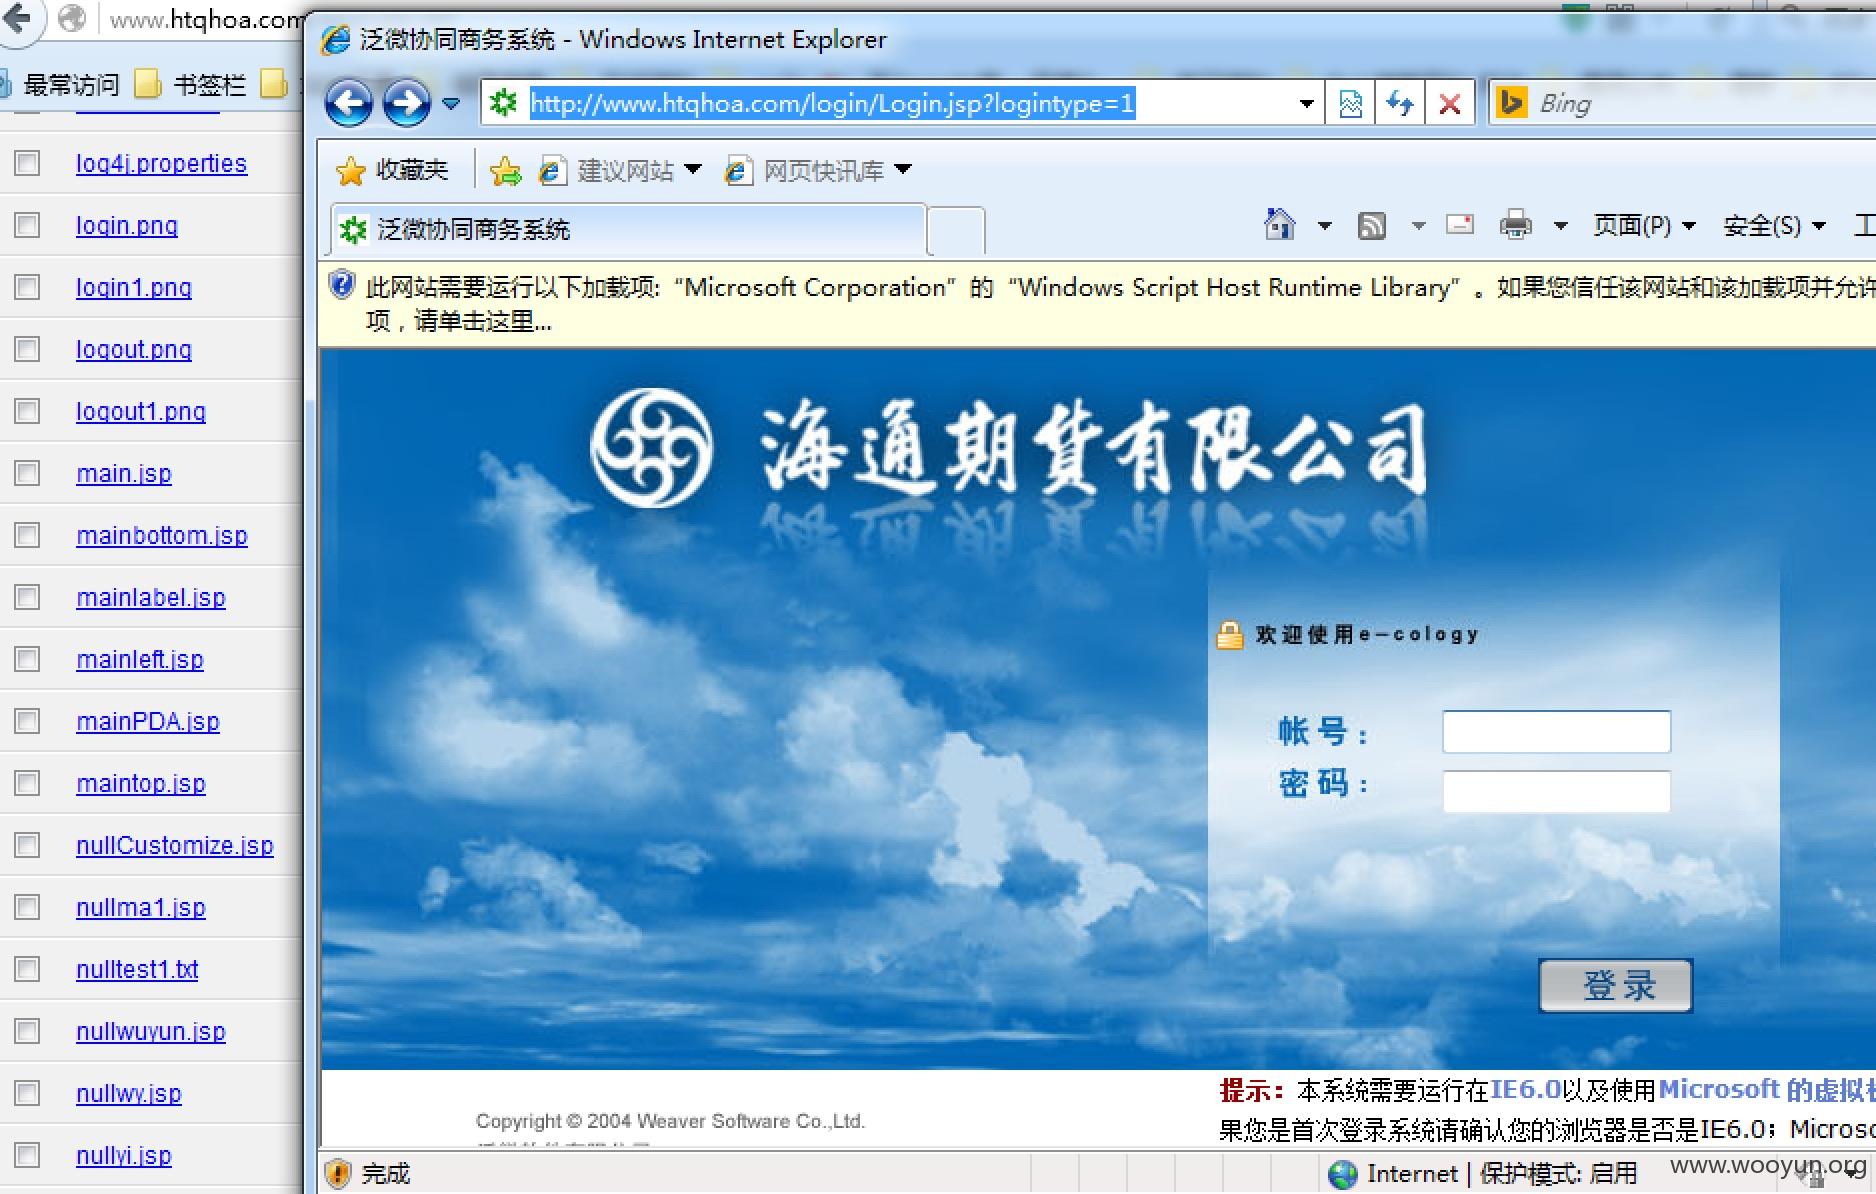 www.htqhoa.com
最常访问 书签栏
log4j.properties
login.png
login1.png
logout.png
logout1.png
main.jsp
mainbottom.jsp
mainlabel.jsp
mainleft.jsp
mainPDA.jsp
maintop.jsp
nullCustomize.jsp
nullma1.jsp
nulltest1.txt
nullwuyun.jsp
nullwy.jsp
nullyi.jsp
泛微协同商务系统 - Windows Internet Explorer
http://www.htqhoa.com/login/Login.jsp?logintype=1
Bing
收藏夹 建议网站 网页快讯库
泛微协同商务系统
页面(P) 安全(S) 工
此网站需要运行以下加载项:“Microsoft Corporation”的“Windows Script Host Runtime Library”。如果您信任该网站和该加载项并允许
项，请单击这里...
海通期貨有限公司
欢迎使用e-cology
帐号：
密码：
登录
提示：本系统需要运行在IE6.0以及使用Microsoft 的虚拟
果您是首次登录系统请确认您的浏览器是否是IE6.0；Microso
Copyright © 2004 Weaver Software Co.,Ltd.
完成
Internet | 保护模式: 启用
www.wooyun.org